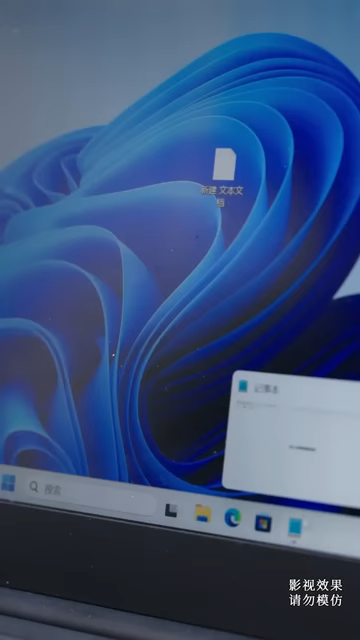 新建 文本文
档
记事本
搜索
影视效果
请勿模仿